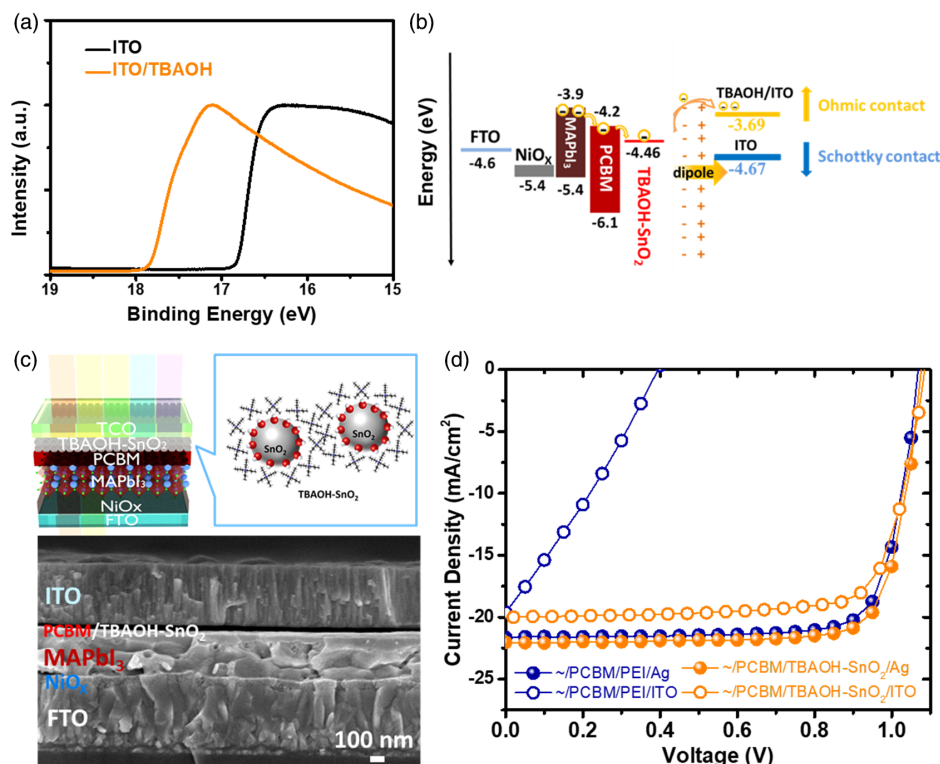 (a)
ITO
ITO/TBAOH
Intensity (a.u.)
19 18 17 16 15
Binding Energy (eV)
(b)
Energy (eV)
FTO
-4.6
NiOX
-5.4
-3.9
MAPbI3
-5.4
-4.2
PCBM
-6.1
-4.46
TBAOH-SnO2
dipole
TBAOH/ITO
-3.69
ITO
-4.67
Ohmic contact
Schottky contact
(c)
TCO
TBAOH-SnO2
PCBM
MAPbI3
NiOx
FTO
SnO2
SnO2
TBAOH-SnO2
ITO
PCBM/TBAOH-SnO2
MAPbI3
NiOX
FTO
100 nm
(d)
Current Density (mA/cm2)
0
-5
-10
-15
-20
-25
~/PCBM/PEI/Ag
~/PCBM/TBAOH-SnO2/Ag
~/PCBM/PEI/ITO
~/PCBM/TBAOH-SnO2/ITO
0.0 0.2 0.4 0.6 0.8 1.0
Voltage (V)